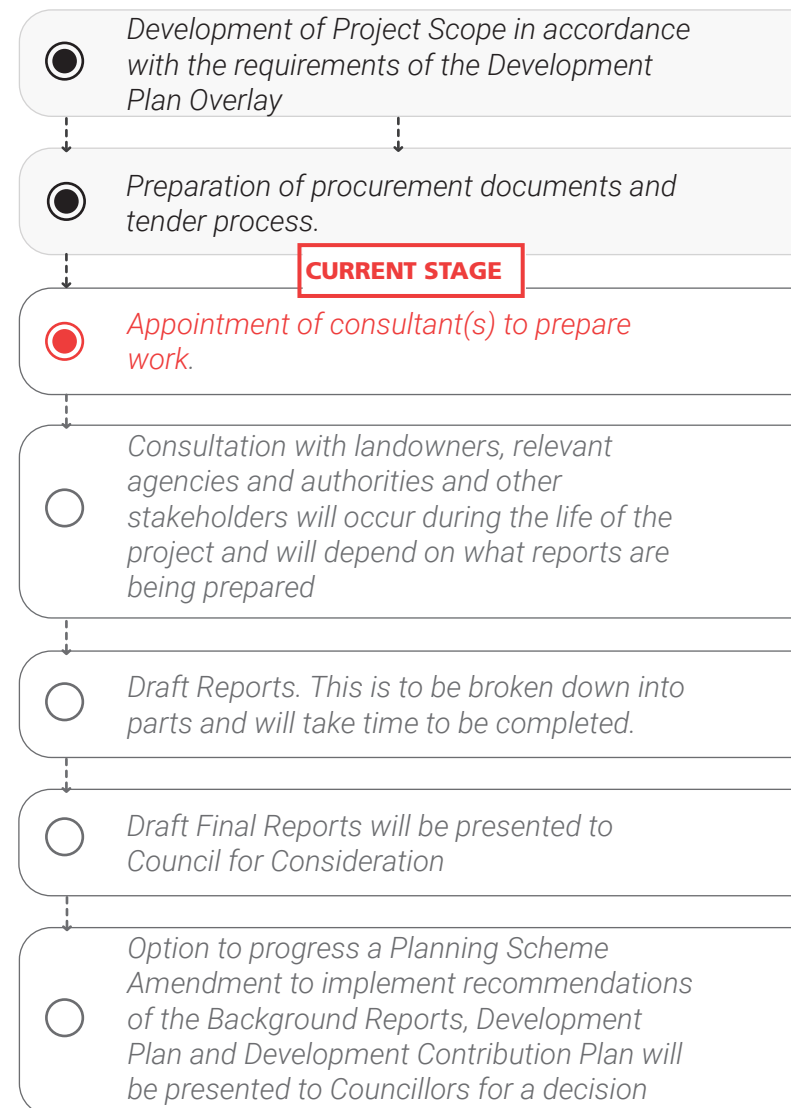 Development of Project Scope in accordance
with the requirements of the Development
Plan Overlay
Preparation of procurement documents and
tender process.
CURRENT STAGE
Appointment of consultant(s) to prepare
work.
Consultation with landowners, relevant
agencies and authorities and other
stakeholders will occur during the life of the
project and will depend on what reports are
being prepared
Draft Reports. This is to be broken down into
parts and will take time to be completed.
Draft Final Reports will be presented to
Council for Consideration
Option to progress a Planning Scheme
Amendment to implement recommendations
of the Background Reports, Development
Plan and Development Contribution Plan will
be presented to Councillors for a decision